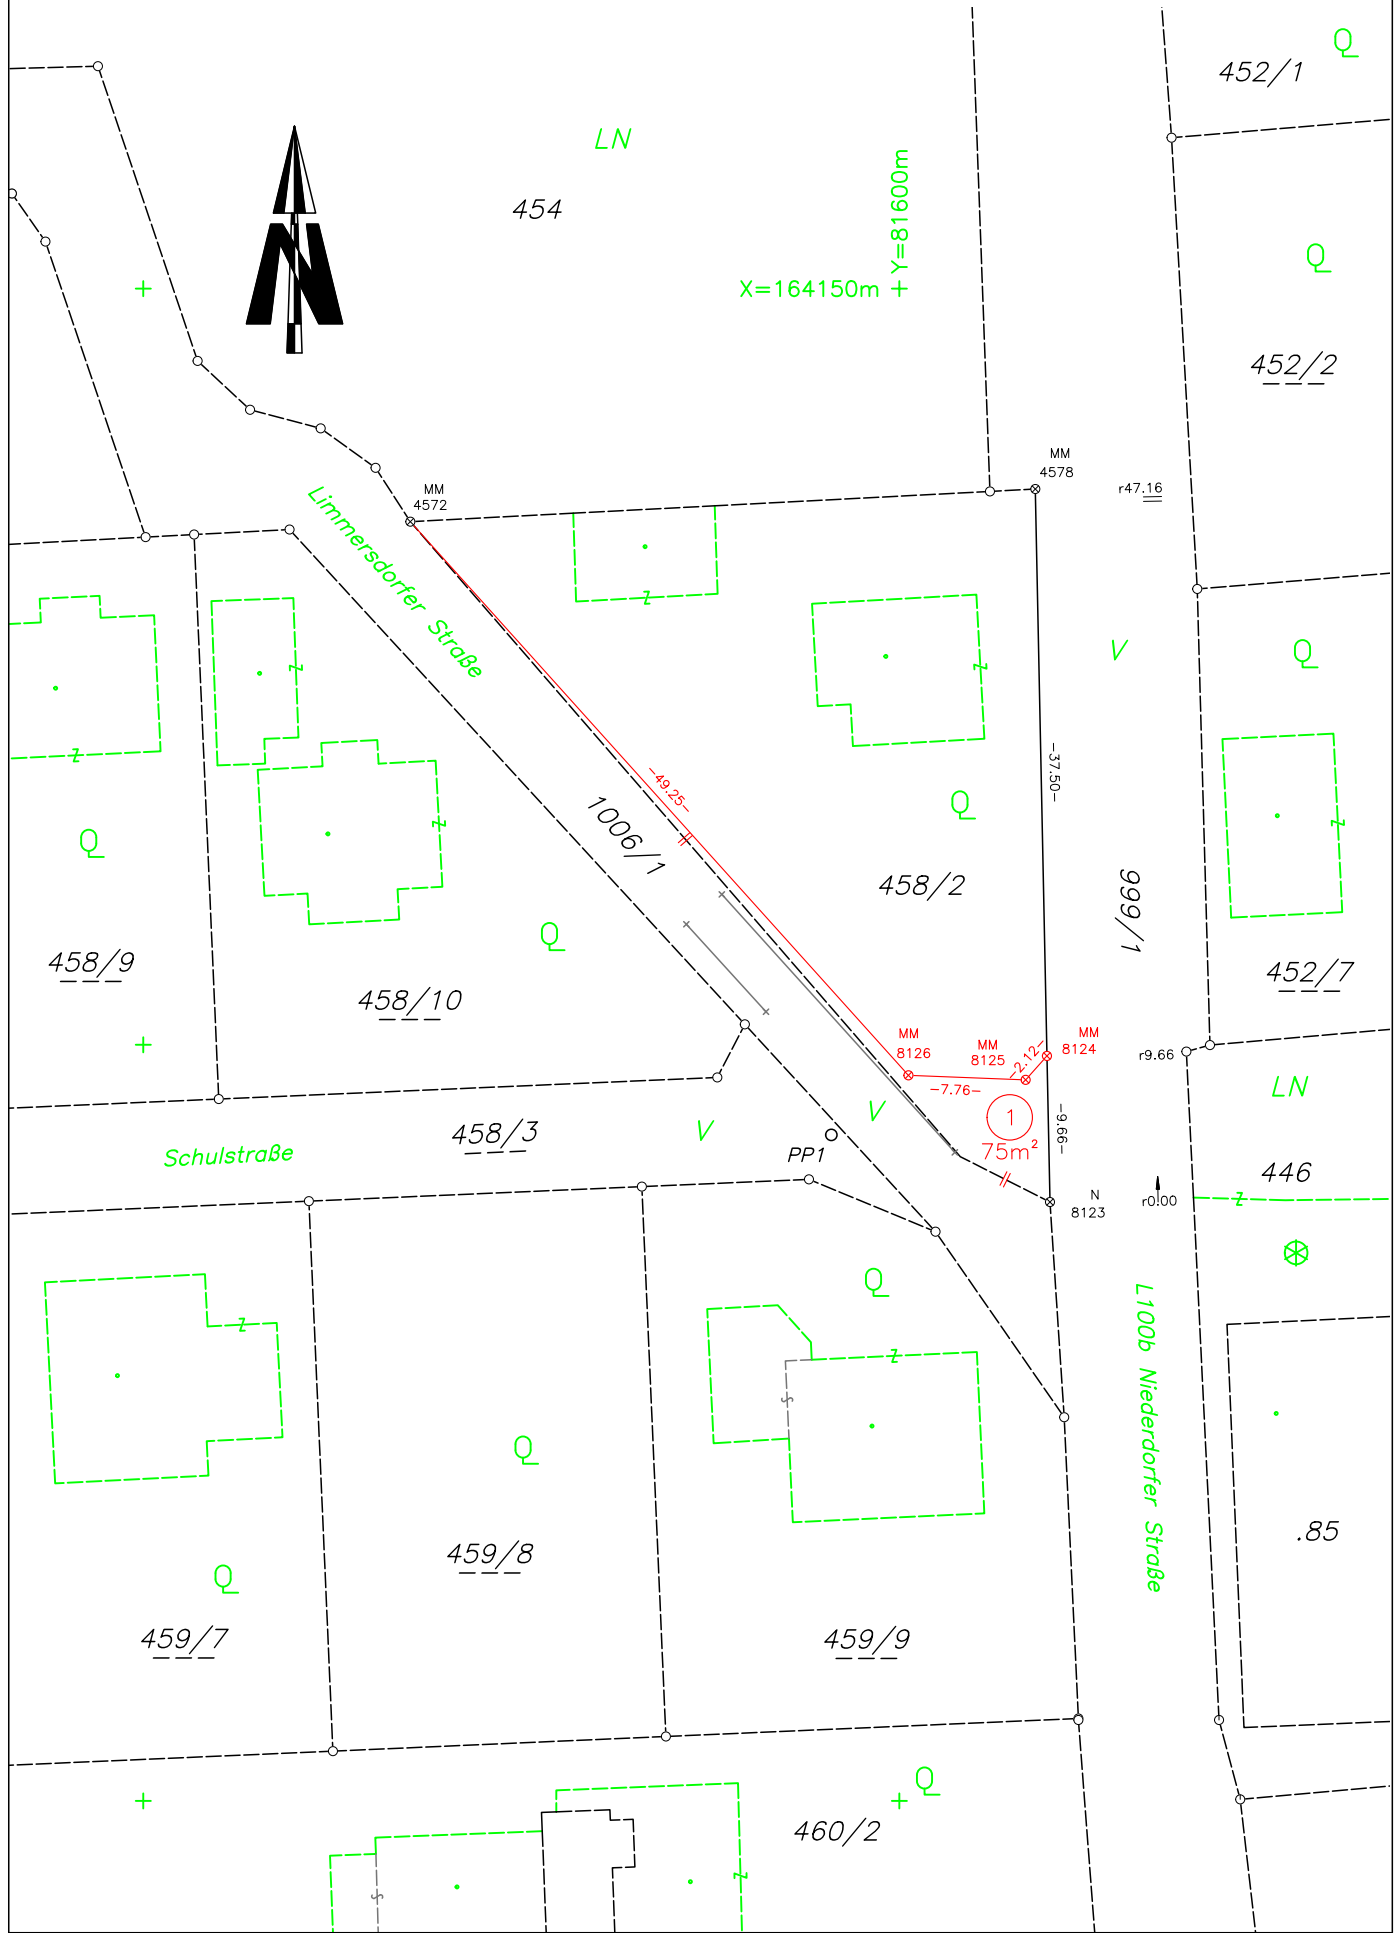 452/1
Q
LN
454
Y=81600m
X=164150m
N
Q
452/2
MM
4578
r47.16
MM
4572
Limmersdorfer Straße
V
Q
-49.25-
-37.50-
1006/1
Q
Q
458/2
999/1
Q
458/9
458/10
452/7
MM
8126
MM
8125
-2.12-
MM
8124
r9.66
-7.76-
LN
1
75m²
-9.66-
V
V
458/3
Schulstraße
PP1
446
N
8123
r0.00
Q
L100b Niederdorfer Straße
Q
.85
459/8
Q
459/7
459/9
Q
460/2